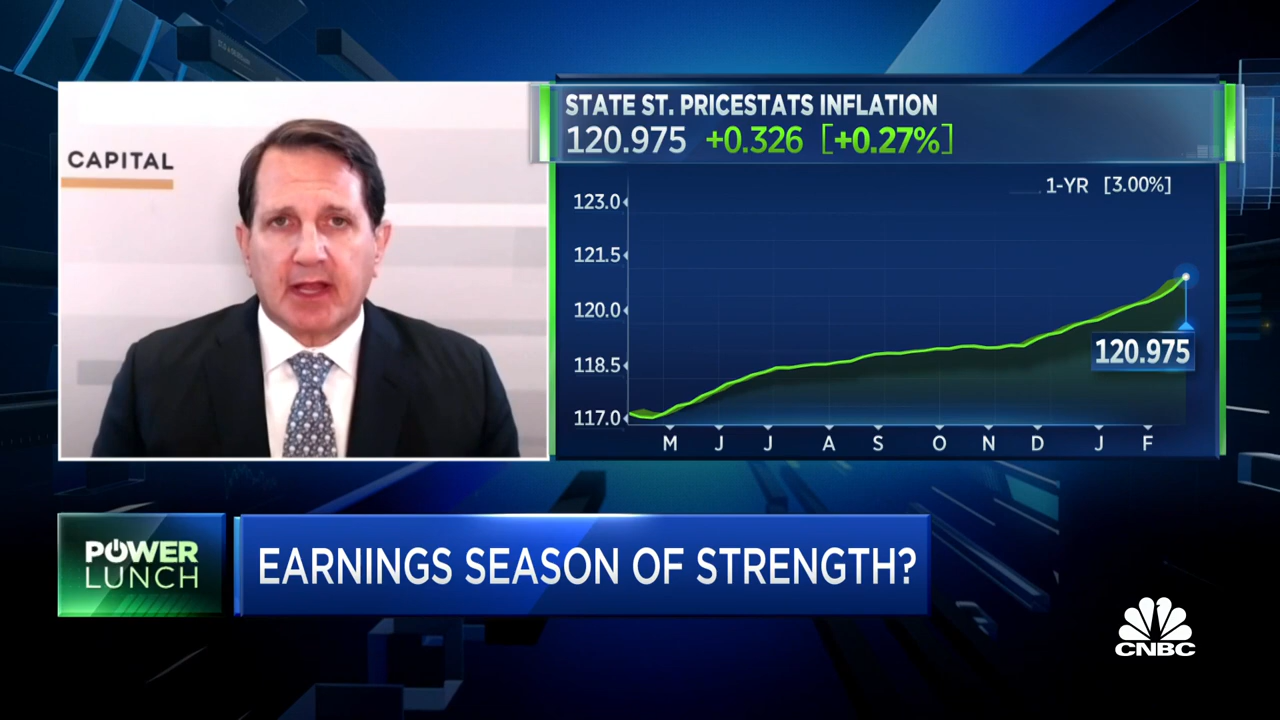 CAPITAL
STATE ST. PRICESTATS INFLATION
120.975 +0.326 [+0.27%]
1-YR [3.00%]
123.0
121.5
120.0
118.5
117.0
120.975
M J J A S O N D J F
POWER
LUNCH
EARNINGS SEASON OF STRENGTH?
CNBC